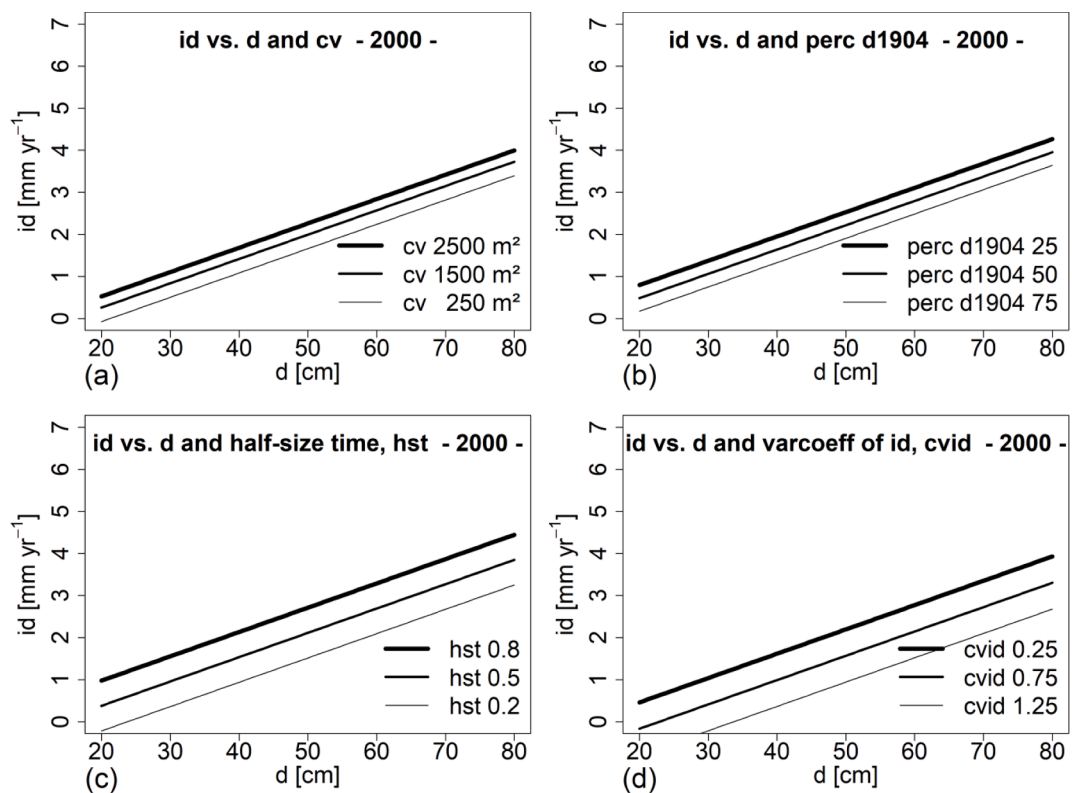 id vs. d and cv - 2000 -
id [mm yr⁻¹]
7
6
5
4
3
2
1
0
cv 2500 m²
cv 1500 m²
cv 250 m²
20 30 40 50 60 70 80
d [cm]
(a)
id vs. d and perc d1904 - 2000 -
id [mm yr⁻¹]
7
6
5
4
3
2
1
0
perc d1904 25
perc d1904 50
perc d1904 75
20 30 40 50 60 70 80
d [cm]
(b)
id vs. d and half-size time, hst - 2000 -
id [mm yr⁻¹]
7
6
5
4
3
2
1
0
hst 0.8
hst 0.5
hst 0.2
20 30 40 50 60 70 80
d [cm]
(c)
id vs. d and varcoeff of id, cvid - 2000 -
id [mm yr⁻¹]
7
6
5
4
3
2
1
0
cvid 0.25
cvid 0.75
cvid 1.25
20 30 40 50 60 70 80
d [cm]
(d)